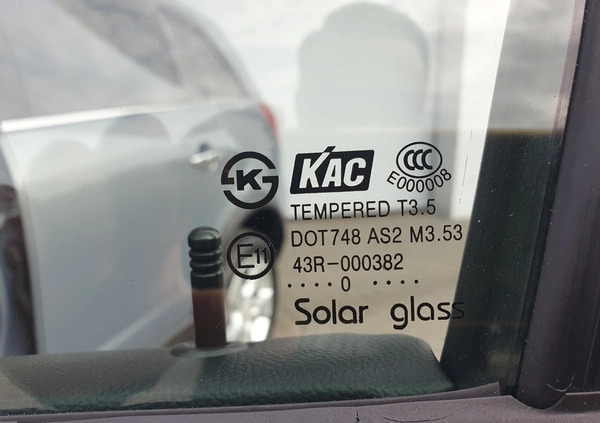 K KAC CCC
E000008
TEMPERED T3.5
DOT748 AS2 M3.53
E11 43R-000382
.... 0 ....
Solar glass